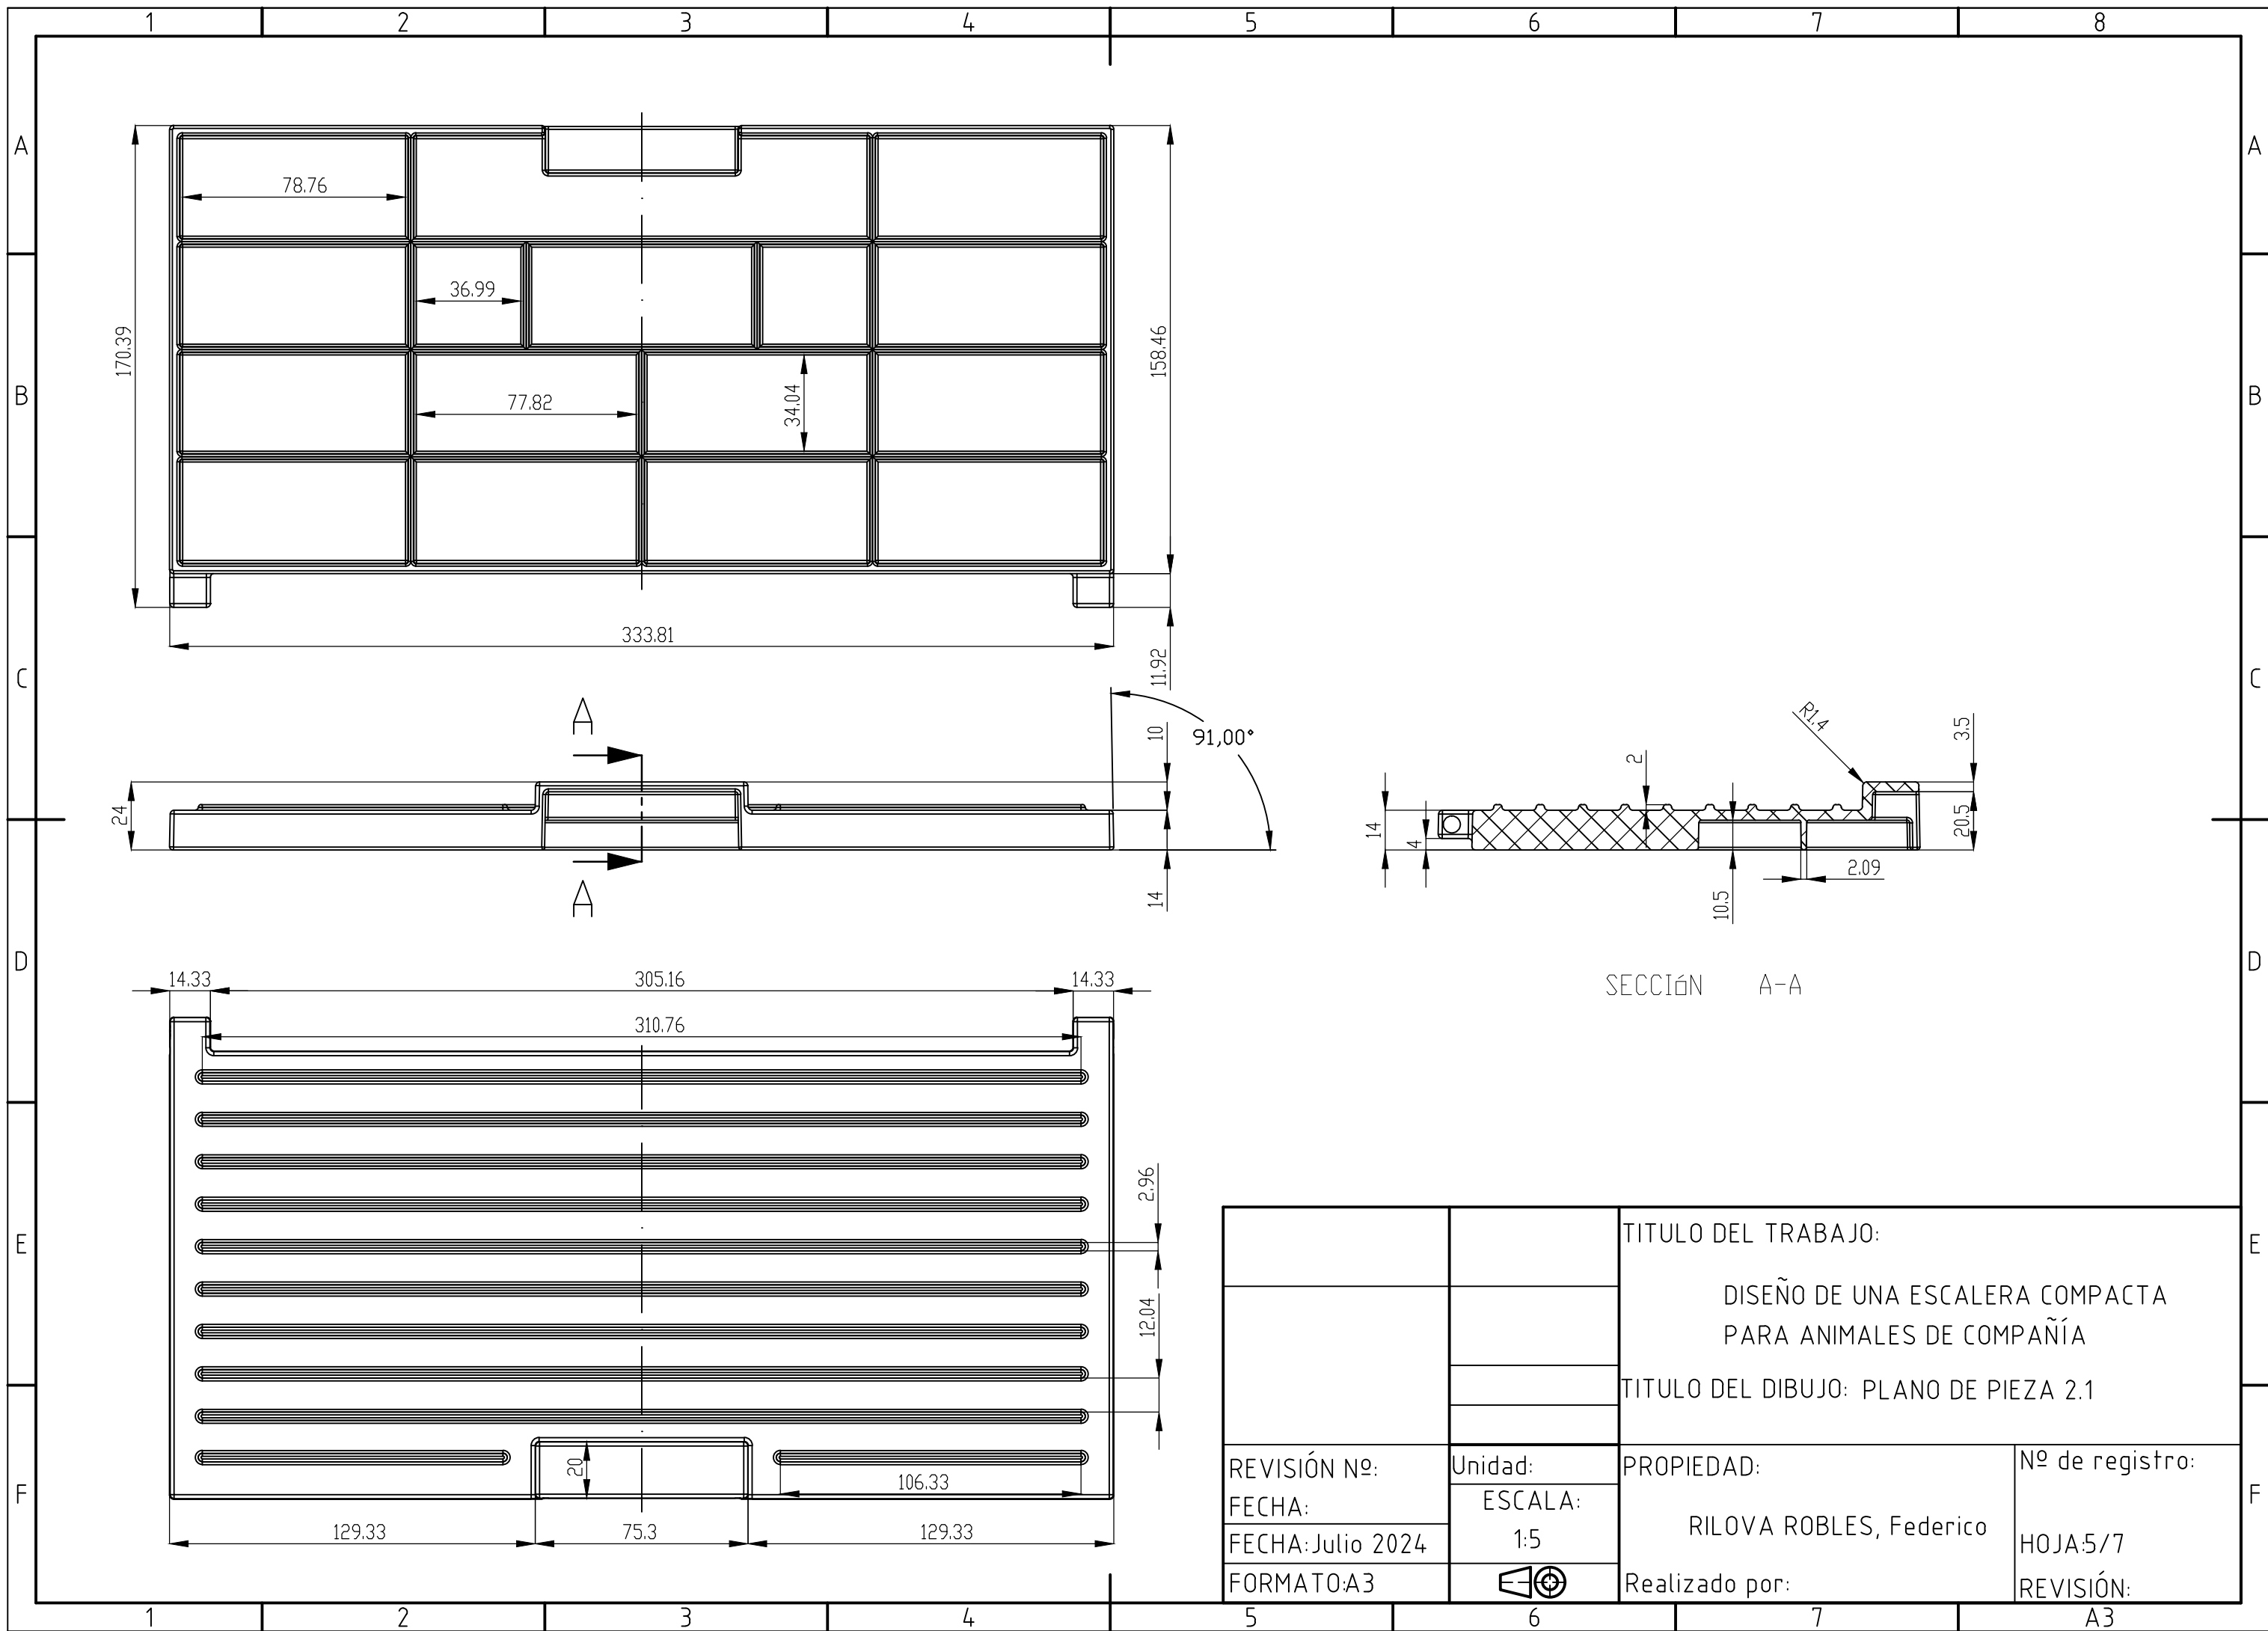 1 2 3 4 5 6 7 8
A A
78.76
36.99
170.39
158.46
B B
77.82
34.04
333.81
11.92
C C
A
10
91,00°
24
A
14
R1.4
3.5
2
14
4
20.5
2.09
10.5
D D
SECCIóN A-A
14.33 305.16 14.33
310.76
2.96
12.04
E E
20
106.33
129.33 75.3 129.33
F F
TITULO DEL TRABAJO:
DISEÑO DE UNA ESCALERA COMPACTA
PARA ANIMALES DE COMPAÑÍA
TITULO DEL DIBUJO: PLANO DE PIEZA 2.1
REVISIÓN Nº:
FECHA:
FECHA:Julio 2024
FORMATO:A3
Unidad:
ESCALA:
1:5
PROPIEDAD:
RILOVA ROBLES, Federico
Realizado por:
Nº de registro:
HOJA:5/7
REVISIÓN:
1 2 3 4 5 6 7 A3